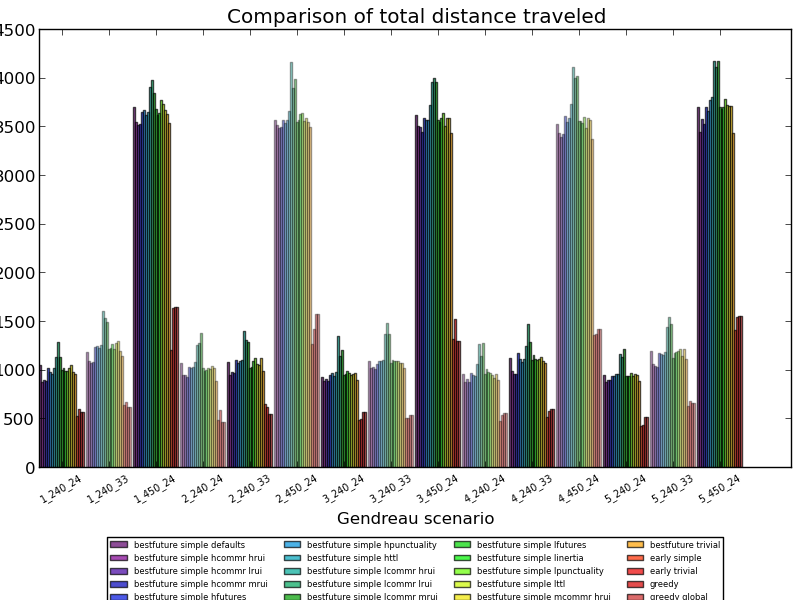 Comparison of total distance traveled
4500
4000
3500
3000
2500
2000
1500
1000
500
0
1_240_24 1_240_33 1_450_24 2_240_24 2_240_33 2_450_24 3_240_24 3_240_33 3_450_24 4_240_24 4_240_33 4_450_24 5_240_24 5_240_33 5_450_24
Gendreau scenario
bestfuture simple defaults bestfuture simple hpunctuality bestfuture simple lfutures bestfuture trivial
bestfuture simple hcommr hrui bestfuture simple httl bestfuture simple linertia early simple
bestfuture simple hcommr lrui bestfuture simple lcommr hrui bestfuture simple lpunctuality early trivial
bestfuture simple hcommr mrui bestfuture simple lcommr lrui bestfuture simple lttl greedy
bestfuture simple hfutures bestfuture simple lcommr mrui bestfuture simple mcommr hrui greedy global